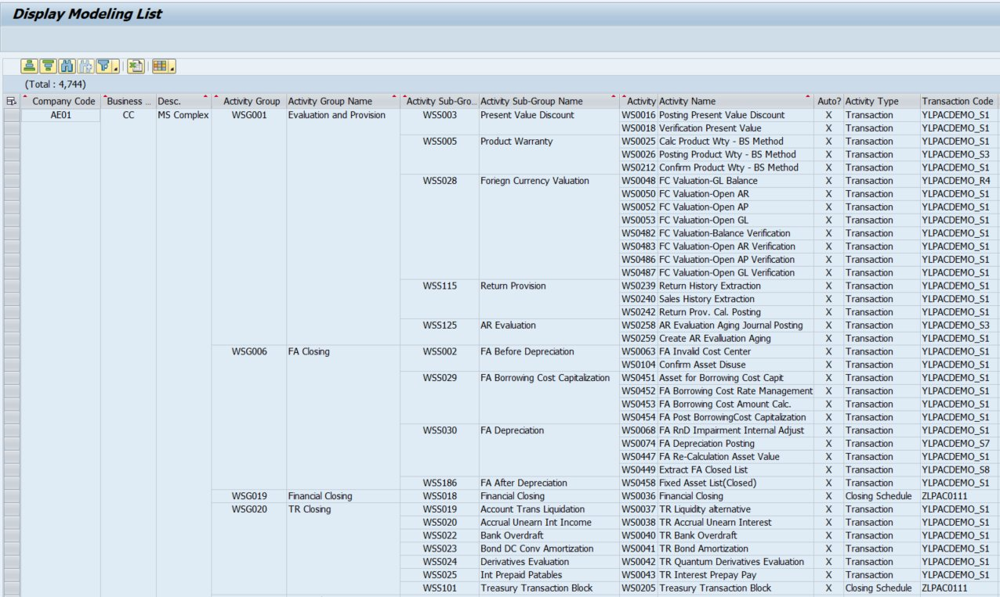 Display Modeling List
(Total : 4,744)
Company Code Business ... Desc. Activity Group Activity Group Name Activity Sub-Gro... Activity Sub-Group Name Activity Activity Name Auto? Activity Type Transaction Code
AE01 CC MS Complex WSG001 Evaluation and Provision WSS003 Present Value Discount WS0016 Posting Present Value Discount X Transaction YLPACDEMO_S1
WS0018 Verification Present Value X Transaction YLPACDEMO_S1
WSS005 Product Warranty WS0025 Calc Product Wty - BS Method X Transaction YLPACDEMO_S1
WS0026 Posting Product Wty - BS Method X Transaction YLPACDEMO_S3
WS0212 Confirm Product Wty - BS Method X Transaction YLPACDEMO_S1
WSS028 Foriegn Currency Valuation WS0048 FC Valuation-GL Balance X Transaction YLPACDEMO_R4
WS0050 FC Valuation-Open AR X Transaction YLPACDEMO_S1
WS0052 FC Valuation-Open AP X Transaction YLPACDEMO_S1
WS0053 FC Valuation-Open GL X Transaction YLPACDEMO_S1
WS0482 FC Valuation-Balance Verification X Transaction YLPACDEMO_S1
WS0483 FC Valuation-Open AR Verification X Transaction YLPACDEMO_S1
WS0486 FC Valuation-Open AP Verification X Transaction YLPACDEMO_S1
WS0487 FC Valuation-Open GL Verification X Transaction YLPACDEMO_S1
WSS115 Return Provision WS0239 Return History Extraction X Transaction YLPACDEMO_S1
WS0240 Sales History Extraction X Transaction YLPACDEMO_S1
WS0242 Return Prov. Cal. Posting X Transaction YLPACDEMO_S1
WSS125 AR Evaluation WS0258 AR Evaluation Aging Journal Posting X Transaction YLPACDEMO_S3
WS0259 Create AR Evalluation Aging X Transaction YLPACDEMO_S1
WSG006 FA Closing WSS002 FA Before Depreciation WS0063 FA Invalid Cost Center X Transaction YLPACDEMO_S1
WS0104 Confirm Asset Disuse X Transaction YLPACDEMO_S1
WSS029 FA Borrowing Cost Capitalization WS0451 Asset for Borrowing Cost Capit X Transaction YLPACDEMO_S1
WS0452 FA Borrowing Cost Rate Management X Transaction YLPACDEMO_S1
WS0453 FA Borrowing Cost Amount Calc. X Transaction YLPACDEMO_S1
WS0454 FA Post BorrowingCost Capitalization X Transaction YLPACDEMO_S1
WSS030 FA Depreciation WS0068 FA RnD Impairment Internal Adjust X Transaction YLPACDEMO_S1
WS0074 FA Depreciation Posting X Transaction YLPACDEMO_S7
WS0447 FA Re-Calculation Asset Value X Transaction YLPACDEMO_S1
WS0449 Extract FA Closed List X Transaction YLPACDEMO_S8
WSS186 FA After Depreciation WS0458 Fixed Asset List(Closed) X Transaction YLPACDEMO_S1
WSG019 Financial Closing WSS018 Financial Closing WS0036 Financial Closing X Closing Schedule ZLPAC0111
WSG020 TR Closing WSS019 Account Trans Liquidation WS0037 TR Liquidity alternative X Transaction YLPACDEMO_S1
WSS020 Accrual Unearn Int Income WS0038 TR Accrual Unearn Interest X Transaction YLPACDEMO_S1
WSS022 Bank Overdraft WS0040 TR Bank Overdraft X Transaction YLPACDEMO_S1
WSS023 Bond DC Conv Amortization WS0041 TR Bond Amortization X Transaction YLPACDEMO_S1
WSS024 Derivatives Evaluation WS0042 TR Quantum Derivatives Evaluation X Transaction YLPACDEMO_S1
WSS025 Int Prepaid Patables WS0043 TR Interest Prepay Pay X Transaction YLPACDEMO_S1
WSS101 Treasury Transaction Block WS0205 Treasury Transaction Block X Closing Schedule ZLPAC0111